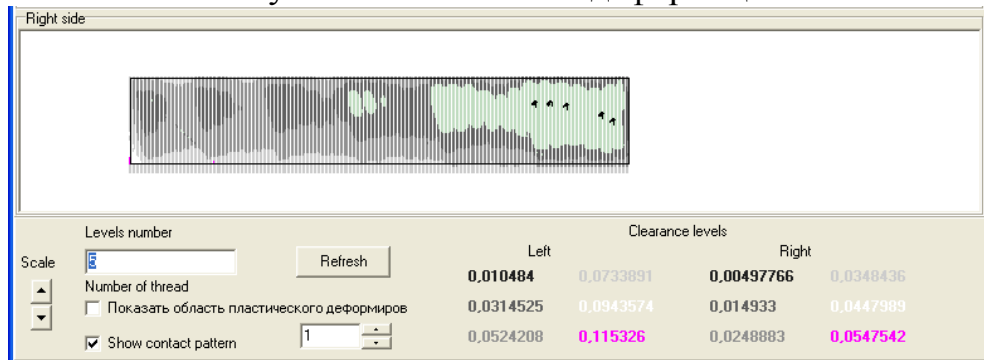 Right side
Levels number
Clearance levels
Scale
5
Refresh
Left
Right
0,010484 0,0733891 0,00497766 0,0348436
Number of thread
Показать область пластического деформиров
0,0314525 0,0943574 0,014933 0,0447989
Show contact pattern
1
0,0524208 0,115326 0,0248883 0,0547542